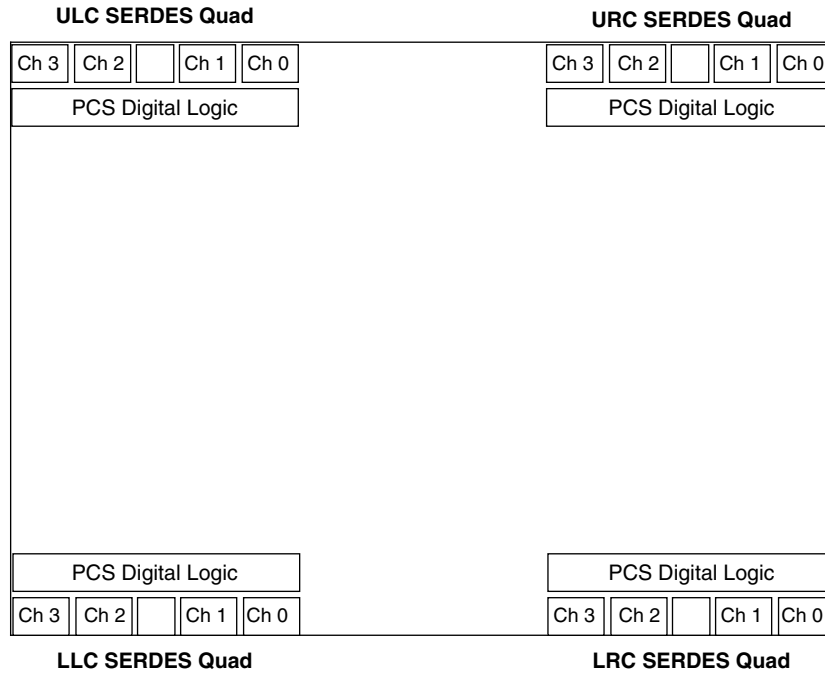 ULC SERDES Quad URC SERDES Quad
Ch 3 Ch 2 Ch 1 Ch 0 Ch 3 Ch 2 Ch 1 Ch 0
PCS Digital Logic PCS Digital Logic
PCS Digital Logic PCS Digital Logic
Ch 3 Ch 2 Ch 1 Ch 0 Ch 3 Ch 2 Ch 1 Ch 0
LLC SERDES Quad LRC SERDES Quad